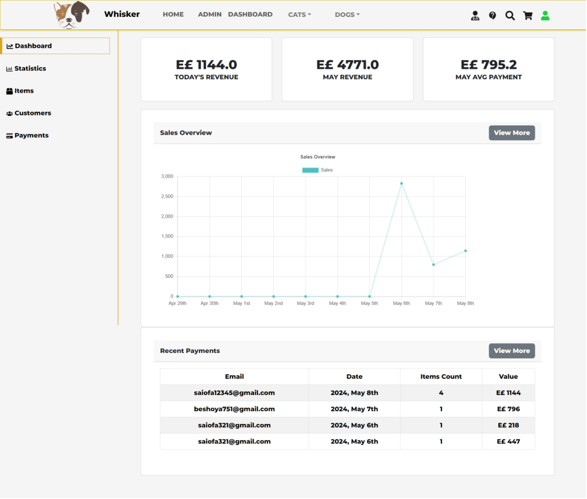 Whisker HOME ADMIN DASHBOARD CATS DOGS
Dashboard
Statistics
Items
Customers
Payments
E£ 1144.0
TODAY'S REVENUE
E£ 4771.0
MAY REVENUE
E£ 795.2
MAY AVG PAYMENT
Sales Overview View More
Sales Overview
Sales
3,000
2,500
2,000
1,500
1,000
500
0
Apr 29th Apr 30th May 1st May 2nd May 3rd May 4th May 5th May 6th May 7th May 8th
Recent Payments View More
Email Date Items Count Value
saiofa12345@gmail.com 2024, May 8th 4 E£ 1144
beshoya751@gmail.com 2024, May 7th 1 E£ 796
saiofa321@gmail.com 2024, May 6th 1 E£ 218
saiofa321@gmail.com 2024, May 6th 1 E£ 447